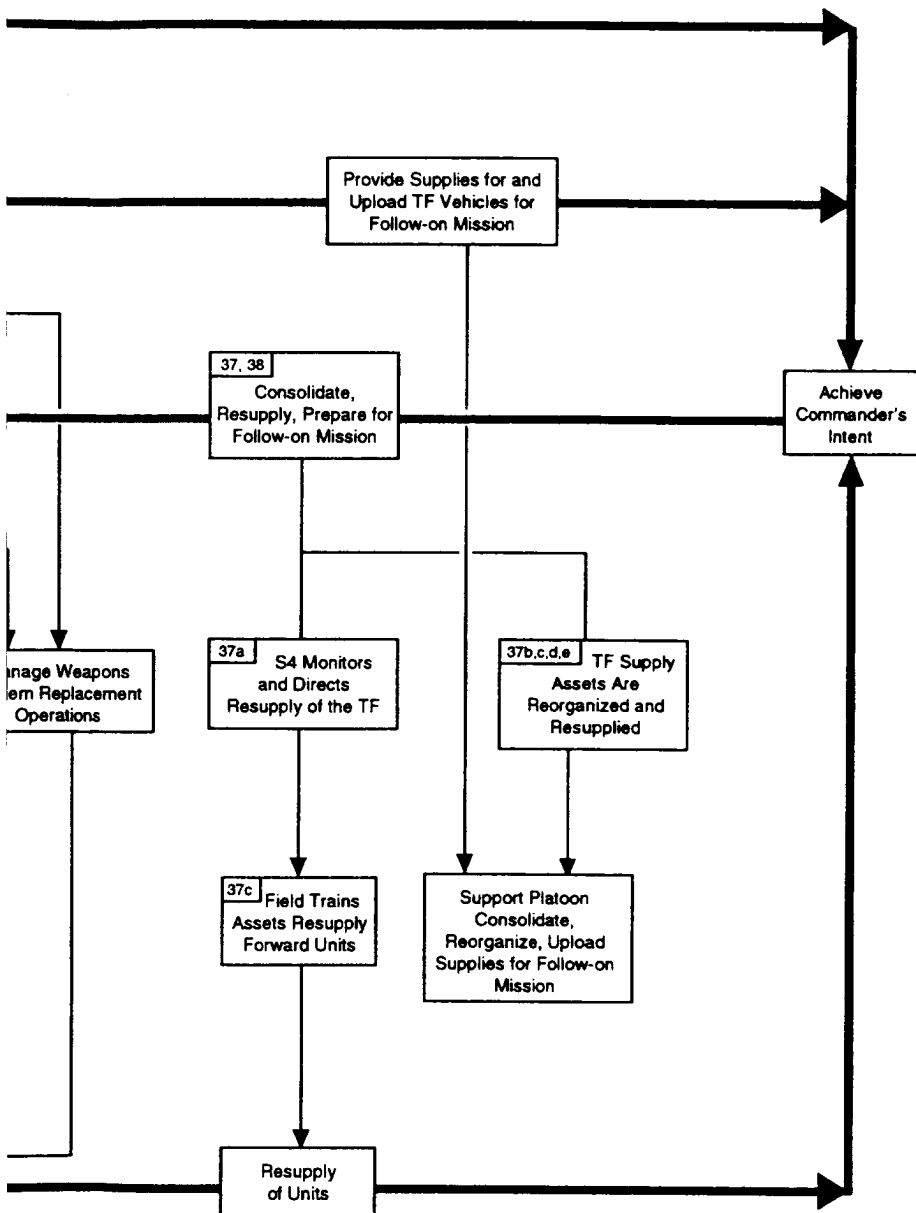 Provide Supplies for and
Upload TF Vehicles for
Follow-on Mission
37, 38
Consolidate,
Resupply, Prepare for
Follow-on Mission
Achieve
Commander's
Intent
Weapons
Replacement
Operations
37a
S4 Monitors
and Directs
Resupply of the TF
37b,c,d,e
TF Supply
Assets Are
Reorganized and
Resupplied
37c
Field Trains
Assets Resupply
Forward Units
Support Platoon
Consolidate,
Reorganize, Upload
Supplies for Follow-on
Mission
Resupply
of Units